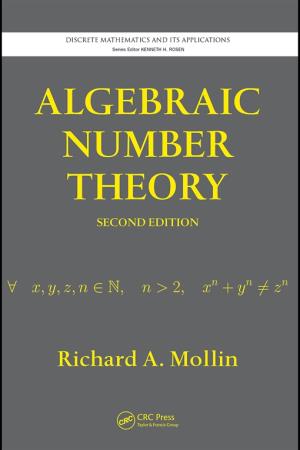 DISCRETE MATHEMATICS AND ITS APPLICATIONS
Series Editor KENNETH H. ROSEN
ALGEBRAIC
NUMBER
THEORY
SECOND EDITION
∀ x, y, z, n ∈ ℕ, n > 2, xⁿ + yⁿ ≠ zⁿ
Richard A. Mollin
CRC Press
Taylor & Francis Group